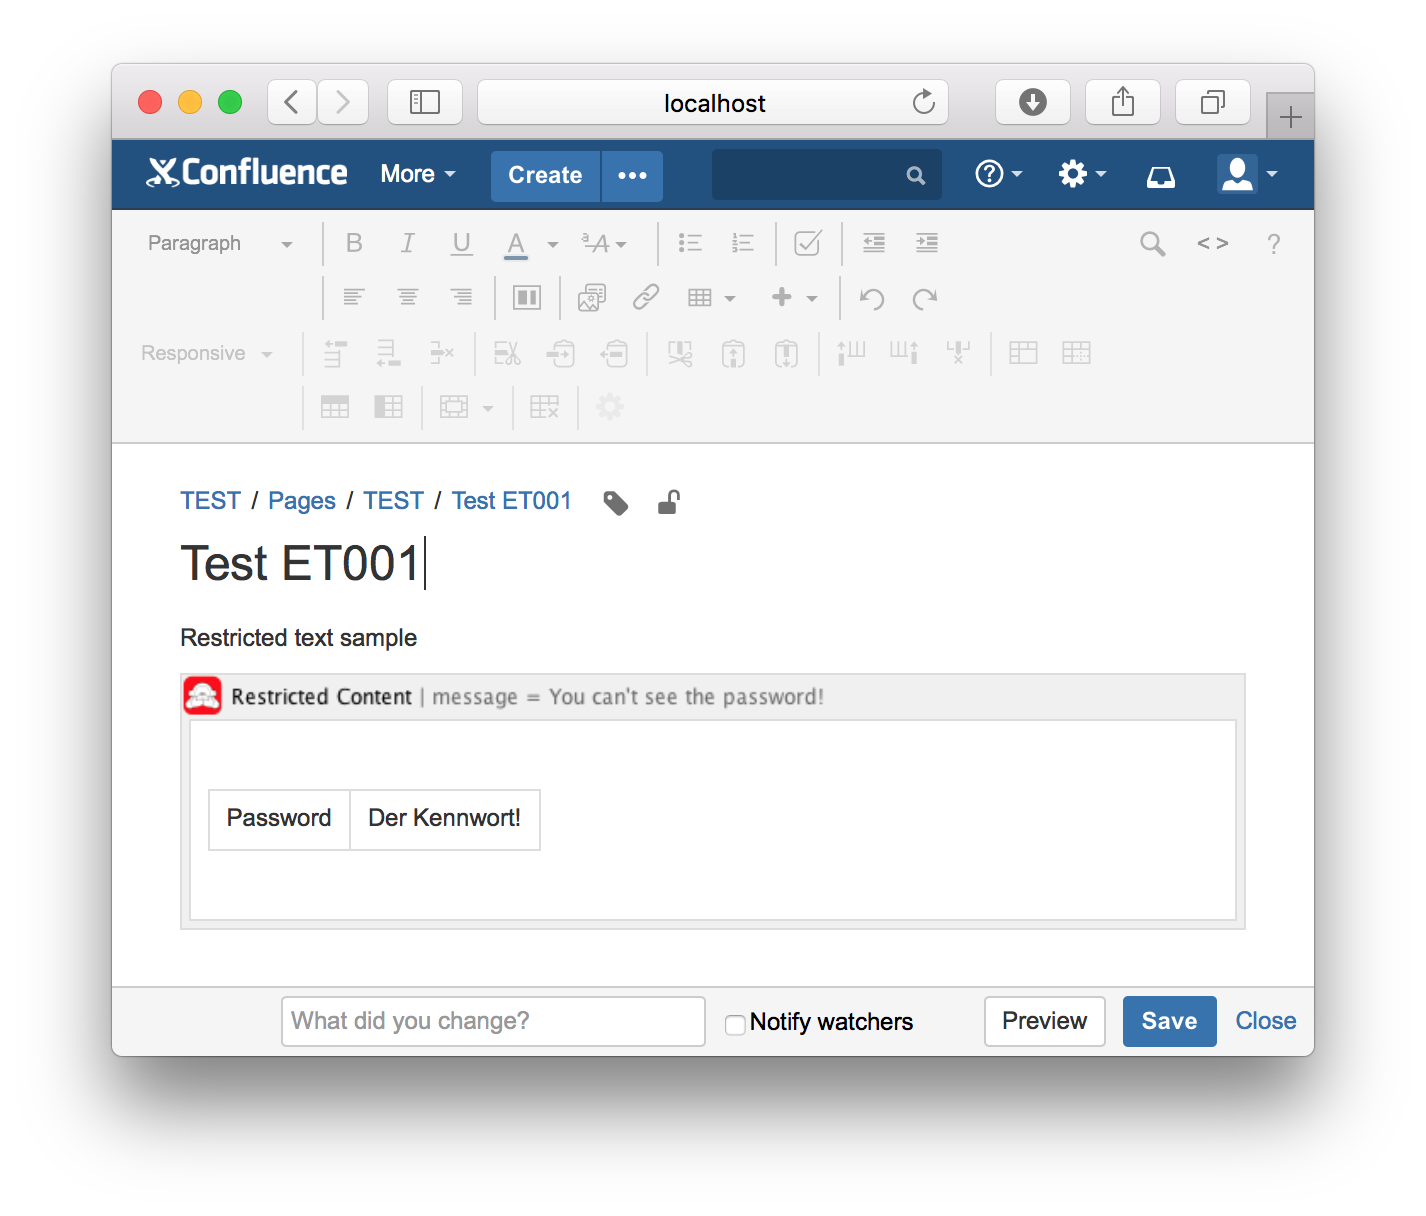 localhost
Confluence More Create •••
Paragraph B I U A ªA < > ?
Responsive
TEST / Pages / TEST / Test ET001
Test ET001
Restricted text sample
Restricted Content | message = You can't see the password!
Password Der Kennwort!
What did you change? Notify watchers Preview Save Close